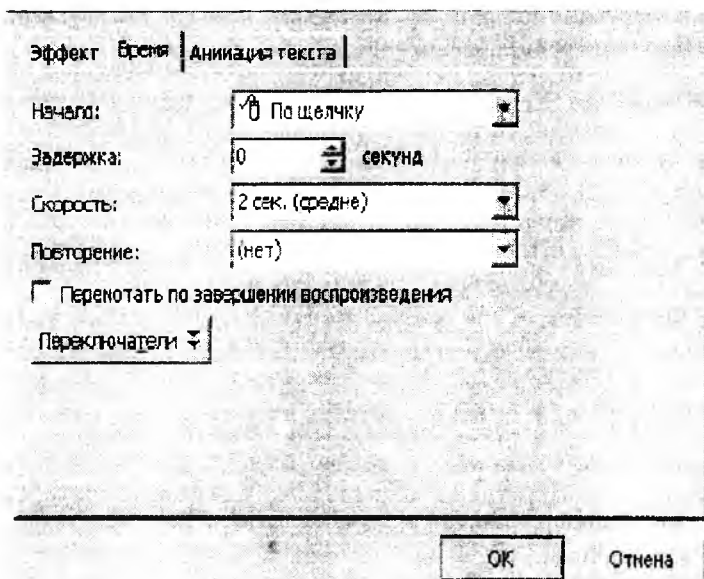 Эффект Время Анимация текста
Начало: По щелчку
Задержка: 0 секунд
Скорость: 2 сек. (средне)
Повторение: (нет)
Перемотать по завершении воспроизведения
Переключатели
ОК Отмена